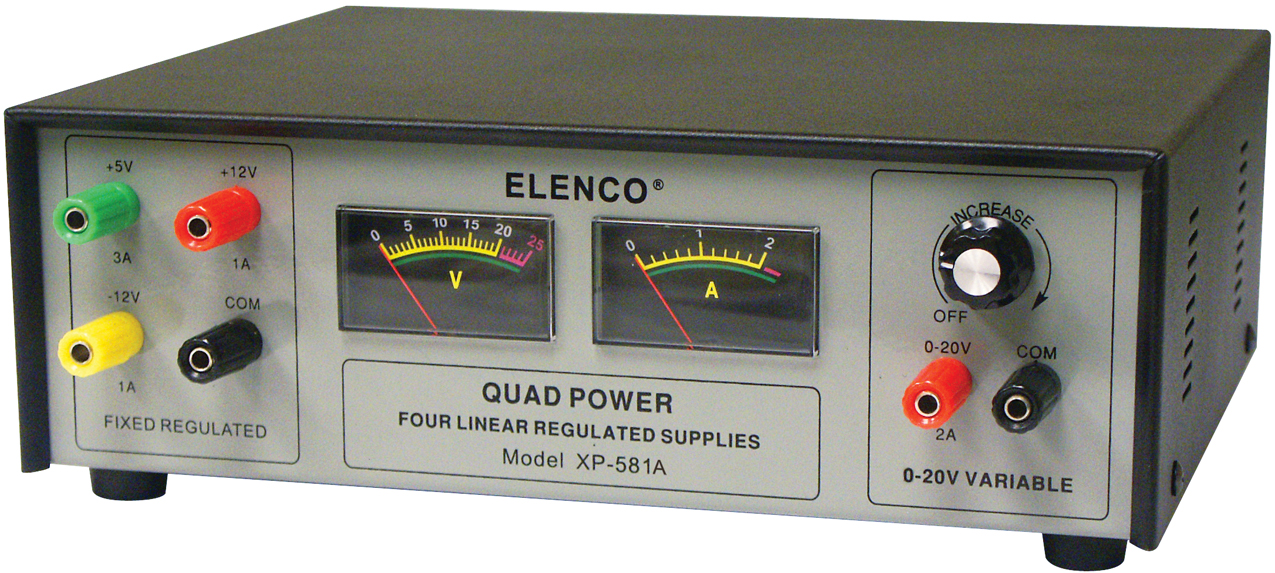 +5V
+12V
3A
1A
-12V
COM
1A
FIXED REGULATED
ELENCO®
0 5 10 15 20 25
V
0 1 2
A
QUAD POWER
FOUR LINEAR REGULATED SUPPLIES
Model XP-581A
INCREASE
OFF
0-20V
COM
2A
0-20V VARIABLE